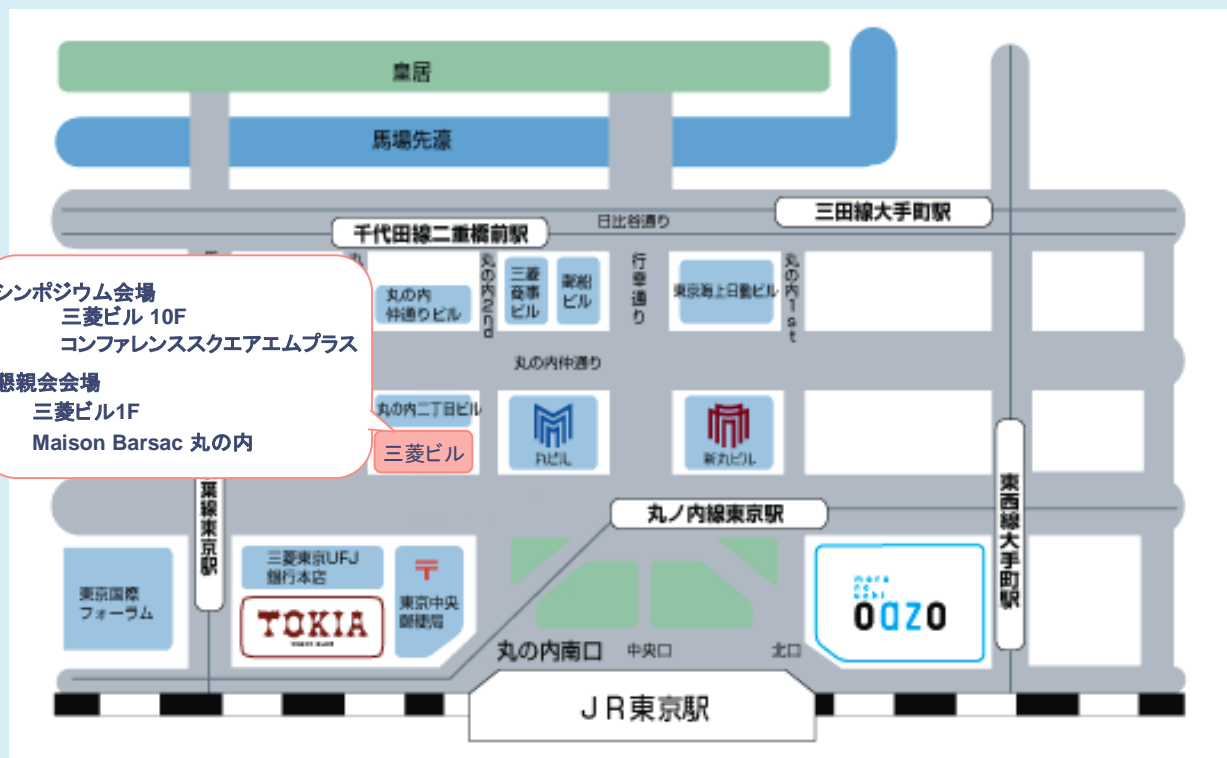 皇居
馬場先濠
三田線大手町駅
日比谷通り
千代田線二重橋前駅
シンポジウム会場
三菱ビル 10F
コンファレンススクエアエムプラス
懇親会会場
三菱ビル1F
Maison Barsac 丸の内
丸の内
仲通りビル
丸の内2nd
三菱
商事
ビル
郵船
ビル
行幸通り
東京海上日動ビル
丸の内1st
丸の内仲通り
丸の内二丁目ビル
三菱ビル
丸ビル
新丸ビル
葉線東京駅
丸ノ内線東京駅
東西線大手町駅
東京国際
フォーラム
三菱東京UFJ
銀行本店
TOKIA
〒
東京中央
郵便局
maru
no
uchi
oazo
丸の内南口
中央口
北口
JR東京駅